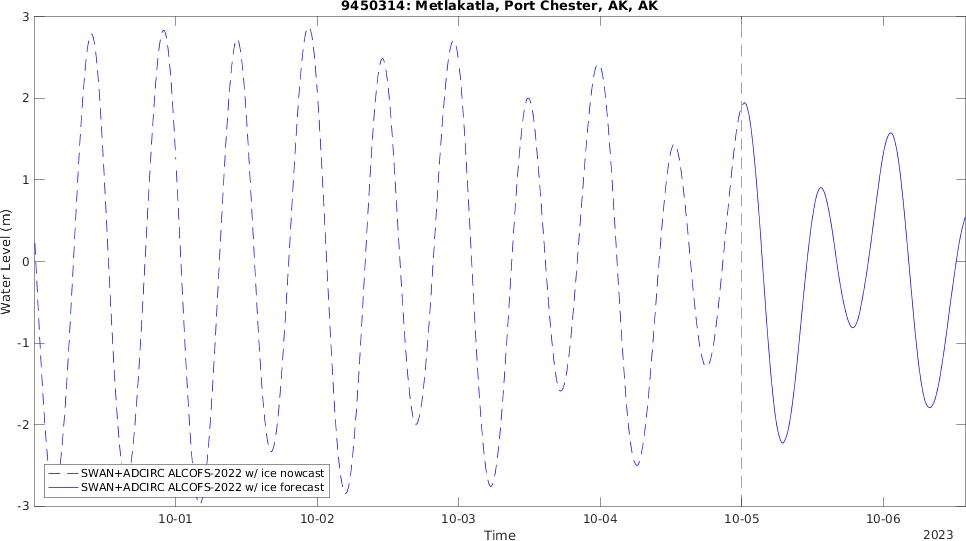 9450314: Metlakatla, Port Chester, AK, AK
3
2
1
0
-1
-2
-3
Water Level (m)
SWAN+ADCIRC ALCOFS-2022 w/ ice nowcast
SWAN+ADCIRC ALCOFS-2022 w/ ice forecast
10-01 10-02 10-03 10-04 10-05 10-06
Time
2023